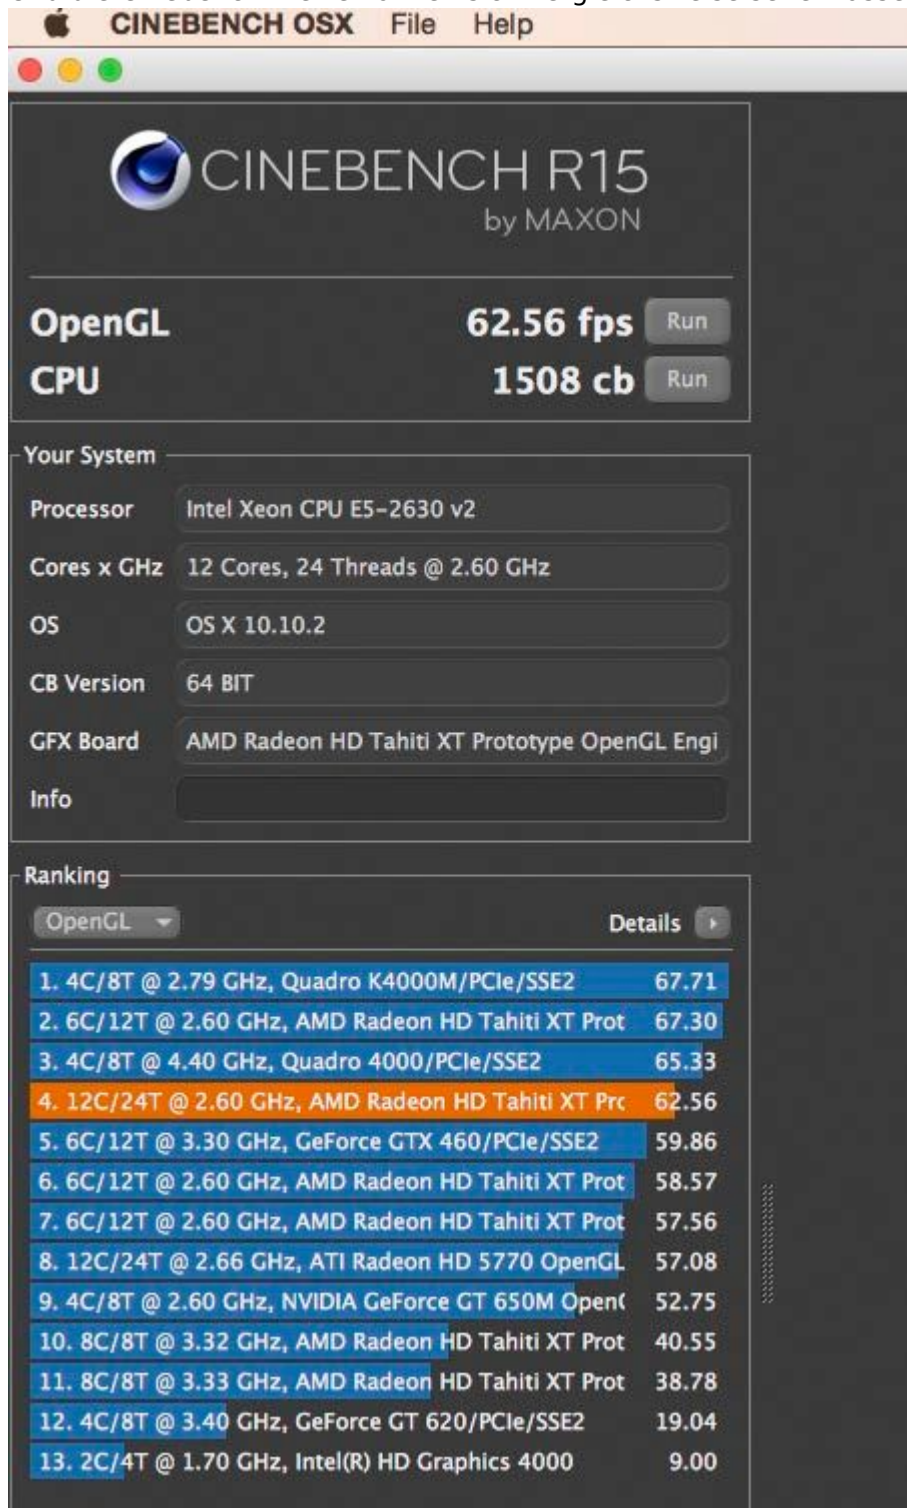 CINEBENCH OSX File Help
CINEBENCH R15
by MAXON
OpenGL 62.56 fps Run
CPU 1508 cb Run
Your System
Processor Intel Xeon CPU E5-2630 v2
Cores x GHz 12 Cores, 24 Threads @ 2.60 GHz
OS OS X 10.10.2
CB Version 64 BIT
GFX Board AMD Radeon HD Tahiti XT Prototype OpenGL Engi
Info
Ranking
OpenGL Details
1. 4C/8T @ 2.79 GHz, Quadro K4000M/PCIe/SSE2 67.71
2. 6C/12T @ 2.60 GHz, AMD Radeon HD Tahiti XT Prot 67.30
3. 4C/8T @ 4.40 GHz, Quadro 4000/PCIe/SSE2 65.33
4. 12C/24T @ 2.60 GHz, AMD Radeon HD Tahiti XT Prc 62.56
5. 6C/12T @ 3.30 GHz, GeForce GTX 460/PCIe/SSE2 59.86
6. 6C/12T @ 2.60 GHz, AMD Radeon HD Tahiti XT Prot 58.57
7. 6C/12T @ 2.60 GHz, AMD Radeon HD Tahiti XT Prot 57.56
8. 12C/24T @ 2.66 GHz, ATI Radeon HD 5770 OpenGL 57.08
9. 4C/8T @ 2.60 GHz, NVIDIA GeForce GT 650M Open( 52.75
10. 8C/8T @ 3.32 GHz, AMD Radeon HD Tahiti XT Prot 40.55
11. 8C/8T @ 3.33 GHz, AMD Radeon HD Tahiti XT Prot 38.78
12. 4C/8T @ 3.40 GHz, GeForce GT 620/PCIe/SSE2 19.04
13. 2C/4T @ 1.70 GHz, Intel(R) HD Graphics 4000 9.00